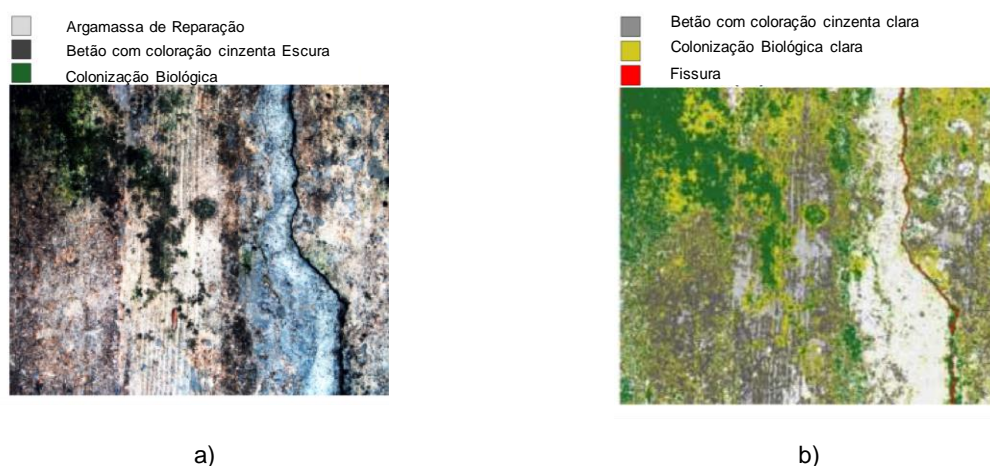 Argamassa de Reparação
Betão com coloração cinzenta Escura
Colonização Biológica
Betão com coloração cinzenta clara
Colonização Biológica clara
Fissura
a)
b)